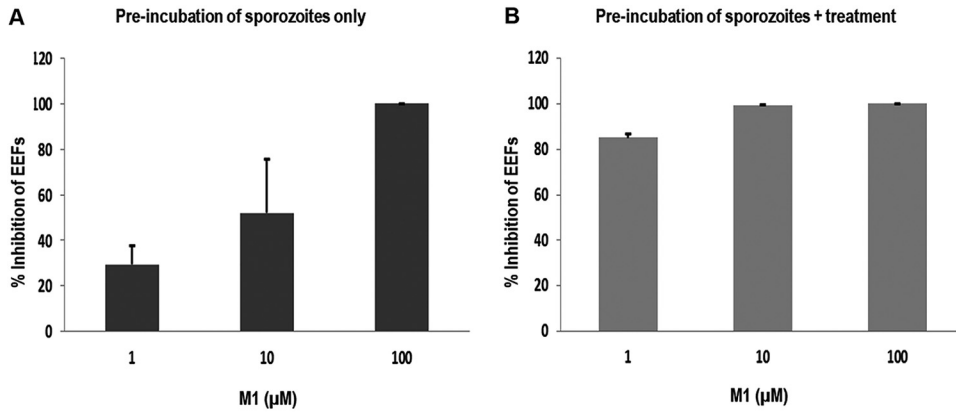 A
Pre-incubation of sporozoites only
% Inhibition of EEFs
120
100
80
60
40
20
0
1 10 100
M1 (µM)
B
Pre-incubation of sporozoites + treatment
% Inhibition of EEFs
120
100
80
60
40
20
0
1 10 100
M1 (µM)